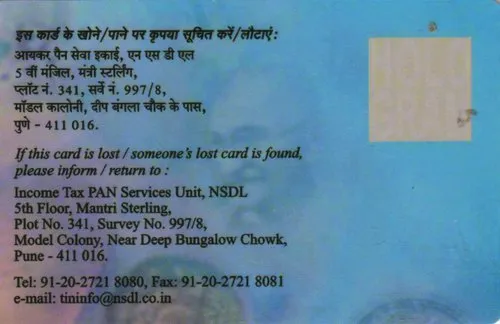 इस कार्ड के खोने/पाने पर कृपया सूचित करें/लौटाएं:
आयकर पैन सेवा इकाई, एन एस डी एल
5 वीं मंजिल, मंत्री स्टर्लिंग,
प्लॉट नं. 341, सर्वे नं. 997/8,
मॉडल कालोनी, दीप बंगला चौक के पास,
पुणे - 411 016.
If this card is lost / someone's lost card is found,
please inform / return to :
Income Tax PAN Services Unit, NSDL
5th Floor, Mantri Sterling,
Plot No. 341, Survey No. 997/8,
Model Colony, Near Deep Bungalow Chowk,
Pune - 411 016.
Tel: 91-20-2721 8080, Fax: 91-20-2721 8081
e-mail: tininfo@nsdl.co.in